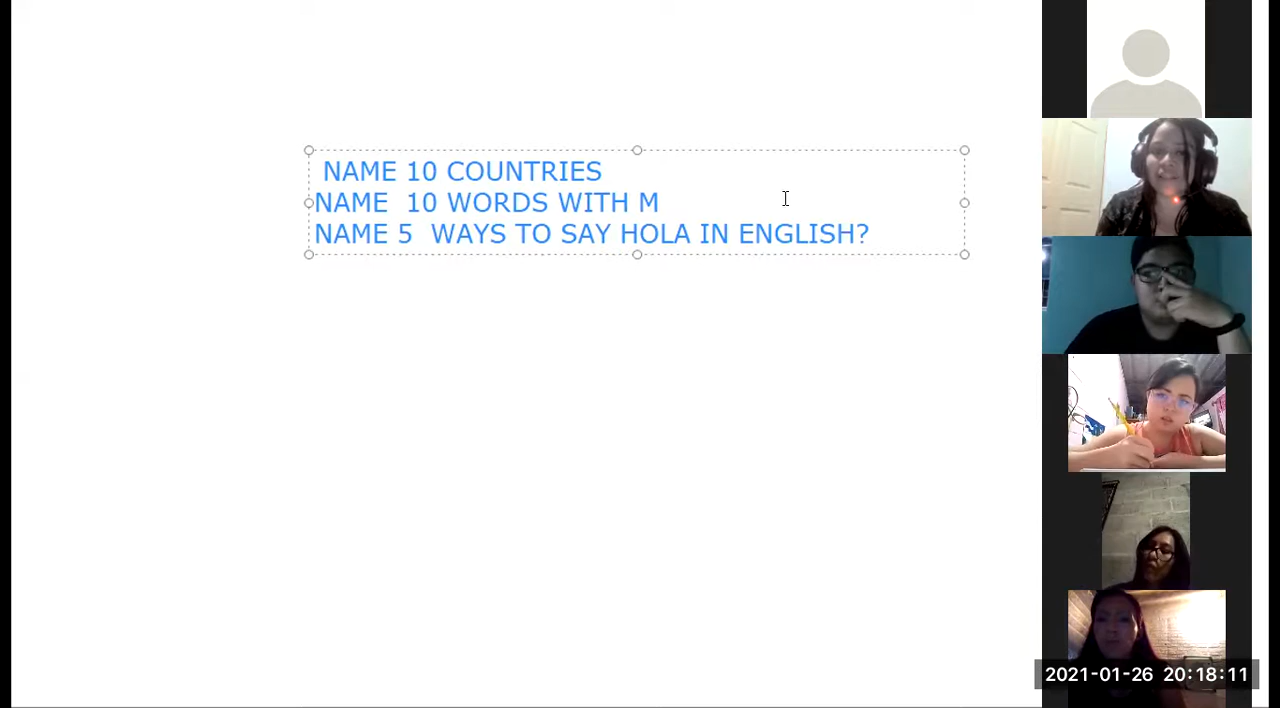 NAME 10 COUNTRIES
NAME  10 WORDS WITH M
NAME 5  WAYS TO SAY HOLA IN ENGLISH?
2021-01-26 20:18:11